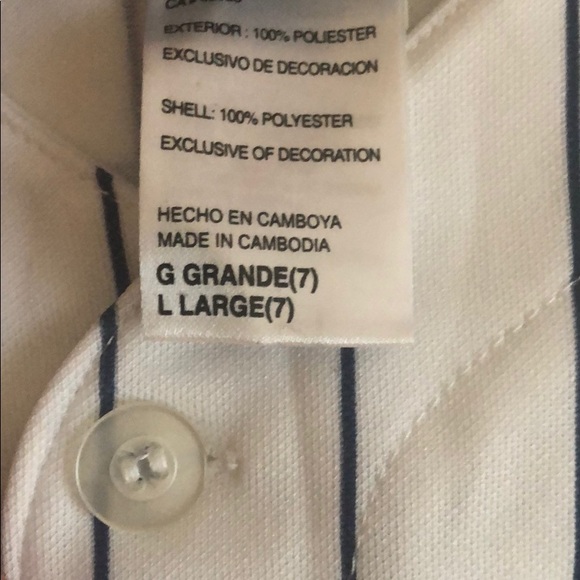 EXTERIOR : 100% POLIESTER
EXCLUSIVO DE DECORACION
SHELL: 100% POLYESTER
EXCLUSIVE OF DECORATION
HECHO EN CAMBOYA
MADE IN CAMBODIA
G GRANDE(7)
L LARGE(7)